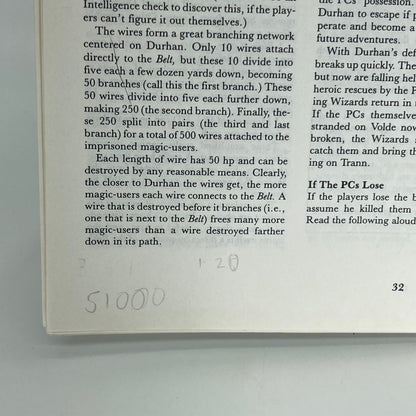 Intelligence check to discover this, if the play-
ers can't figure it out themselves.)
The wires form a great branching network
centered on Durhan. Only 10 wires attach
directly to the Belt, but these 10 divide into
five each a few dozen yards down, becoming
50 branches (call this the first branch.) These
50 wires divide into five each further down,
making 250 (the second branch). Finally, the-
se 250 split into pairs (the third and last
branch) for a total of 500 wires attached to the
imprisoned magic-users.
Each length of wire has 50 hp and can be
destroyed by any reasonable means. Clearly,
the closer to Durhan the wires get, the more
magic-users each wire connects to the Belt. A
wire that is destroyed before it branches (i.e.,
one that is next to the Belt) frees many more
magic-users than a wire destroyed farther
down in its path.
51000
the PCs' possession.
Durhan to escape if p
perate and become a
future adventures.
With Durhan's def
breaks up quickly. The
but now are falling hel
heroic rescues by the P
ing Wizards return in
If the PCs themselve
stranded on Volde now
broken, the Wizards
catch them and bring th
ing on Trann.
If The PCs Lose
If the players lose the b
assume he killed them
Read the following aloud
32